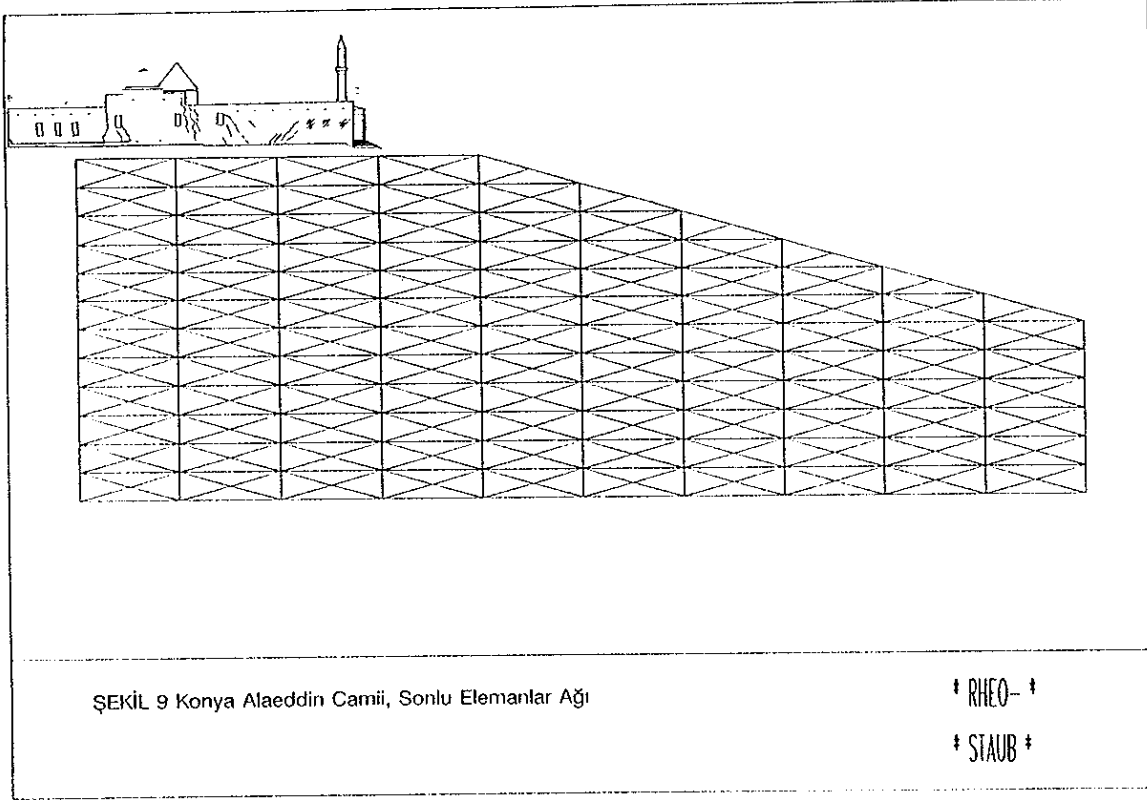 ŞEKİL 9 Konya Alaeddin Camii, Sonlu Elemanlar Ağı
* RHEO- *
* STAUB *